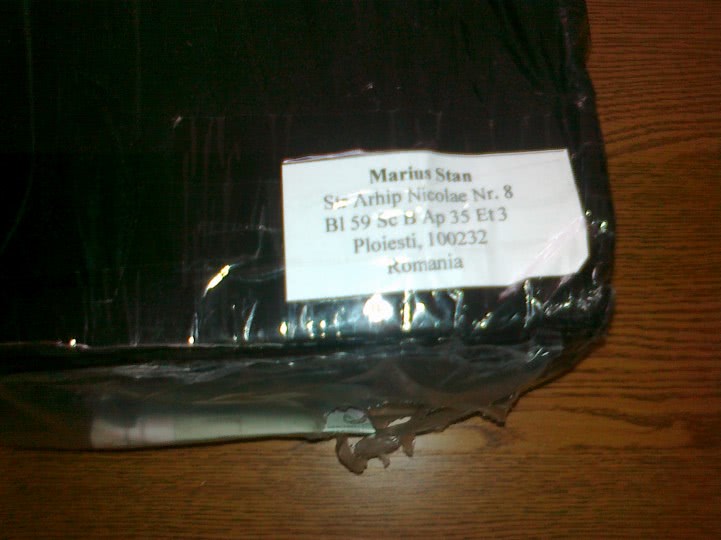 Marius Stan
Str Arhip Nicolae Nr. 8
Bl 59 Sc B Ap 35 Et 3
Ploiesti, 100232
Romania